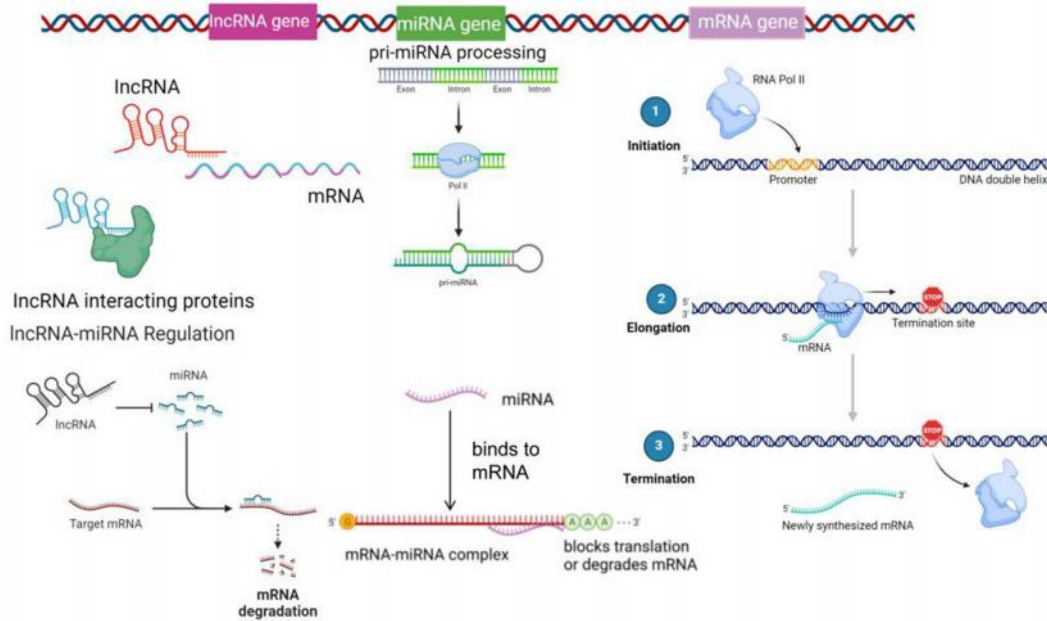 lncRNA gene
miRNA gene
mRNA gene
pri-miRNA processing
Exon Intron Exon Intron
Pol II
pri-miRNA
lncRNA
mRNA
lncRNA interacting proteins
lncRNA-miRNA Regulation
miRNA
lncRNA
Target mRNA
mRNA
degradation
miRNA
binds to
mRNA
5' G A A A 3'
mRNA-miRNA complex
blocks translation
or degrades mRNA
RNA Pol II
1
Initiation
5'
3'
Promoter
DNA double helix
2
Elongation
STOP
5'
3'
Termination site
5'
mRNA
3
Termination
STOP
5'
3'
5' 3'
Newly synthesized mRNA